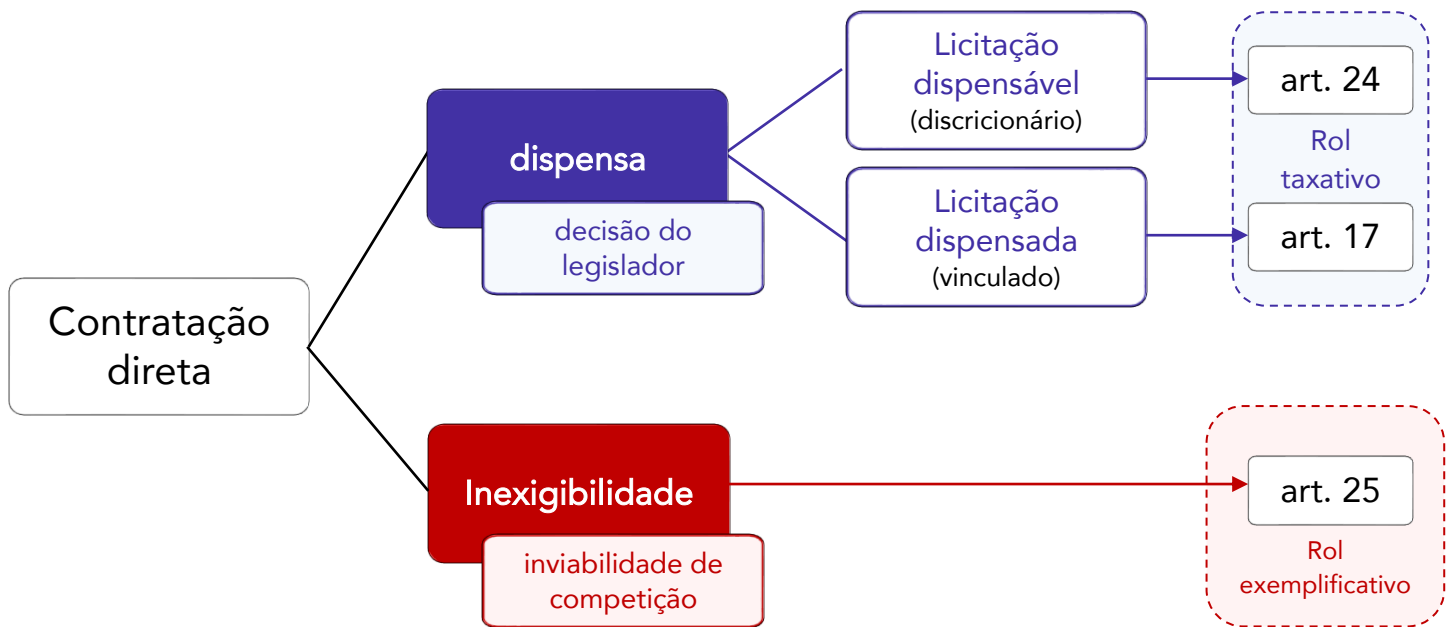 Contratação
direta
dispensa
decisão do
legislador
Licitação
dispensável
(discricionário)
art. 24
Rol
taxativo
Licitação
dispensada
(vinculado)
art. 17
Inexigibilidade
inviabilidade de
competição
art. 25
Rol
exemplificativo